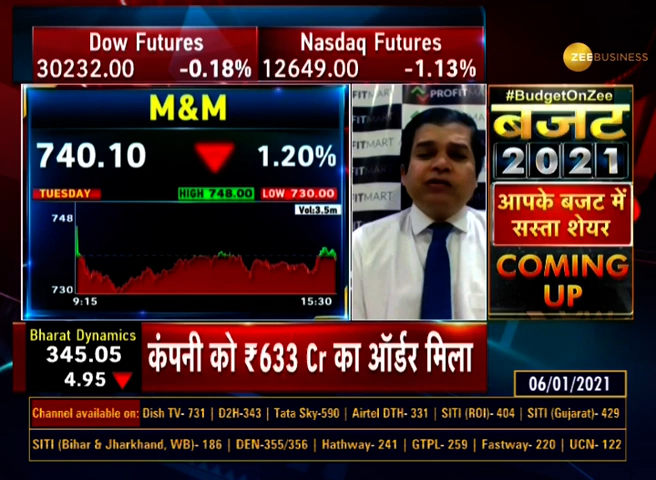 Dow Futures
30232.00 -0.18%
Nasdaq Futures
12649.00 -1.13%
ZEEBUSINESS
M&M
740.10 1.20%
TUESDAY HIGH 748.00 LOW 730.00
Vol:3.5m
748
730
9:15 15:30
FITMART
PROFITMART
FITMART
#BudgetOnZee
बजट
2021
आपके बजट में
सस्ता शेयर
COMING
UP
Bharat Dynamics
345.05
4.95
कंपनी को ₹633 Cr का ऑर्डर मिला
06/01/2021
Channel available on: Dish TV- 731 | D2H-343 | Tata Sky-590 | Airtel DTH- 331 | SITI (ROI)- 404 | SITI (Gujarat)- 429
SITI (Bihar & Jharkhand, WB)- 186 | DEN-355/356 | Hathway- 241 | GTPL- 259 | Fastway- 220 | UCN- 122